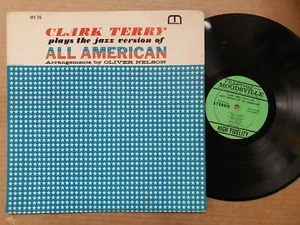 MV 26
CLARK TERRY
plays the jazz version of
ALL AMERICAN
Arrangements by OLIVER NELSON
MOODSVILLE
STEREO
HIGH FIDELITY